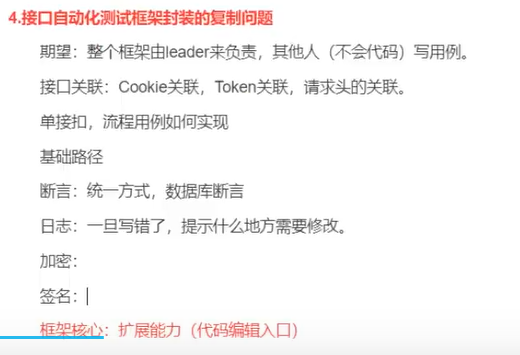 4.接口自动化测试框架封装的复制问题
期望：整个框架由leader来负责，其他人（不会代码）写用例。
接口关联：Cookie关联，Token关联，请求头的关联。
单接扣，流程用例如何实现
基础路径
断言：统一方式，数据库断言
日志：一旦写错了，提示什么地方需要修改。
加密：
签名：
框架核心：扩展能力（代码编辑入口）